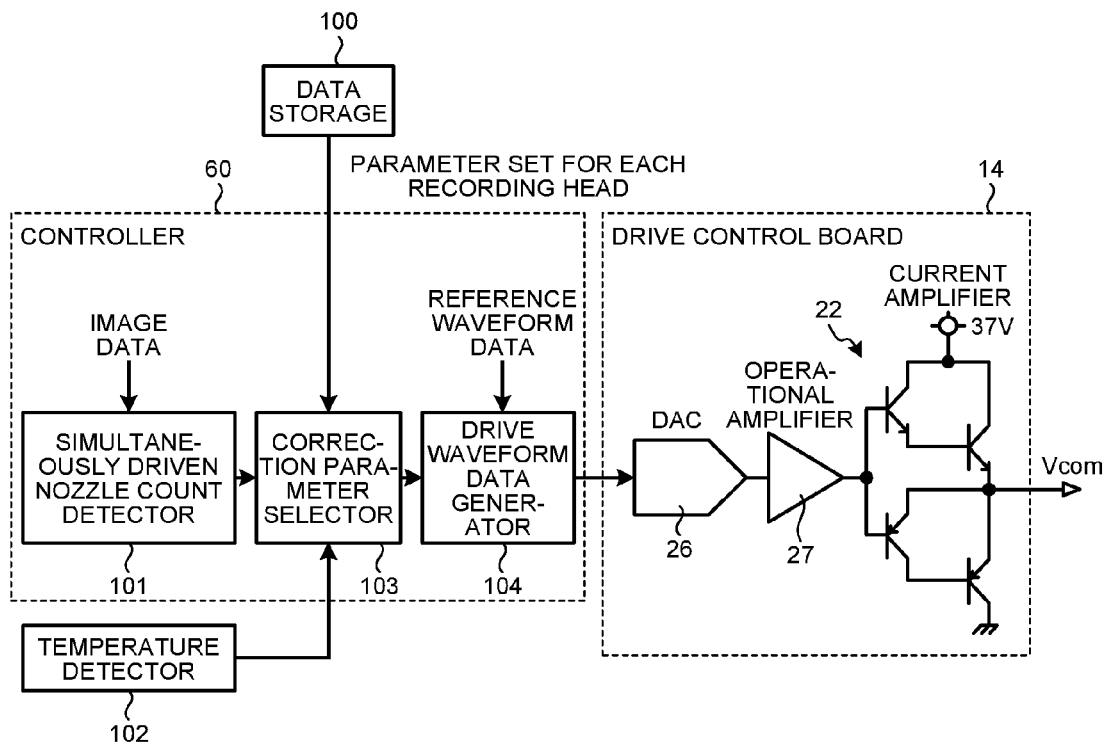 100
DATA
STORAGE
PARAMETER SET FOR EACH
RECORDING HEAD
60
14
CONTROLLER
DRIVE CONTROL BOARD
CURRENT
AMPLIFIER
37V
22
IMAGE
DATA
REFERENCE
WAVEFORM
DATA
OPERA-
TIONAL
AMPLIFIER
DAC
SIMULTANE-
OUSLY DRIVEN
NOZZLE COUNT
DETECTOR
CORREC-
TION PARA-
METER
SELECTOR
DRIVE
WAVEFORM
DATA
GENER-
ATOR
Vcom
26
27
101
103
104
TEMPERATURE
DETECTOR
102